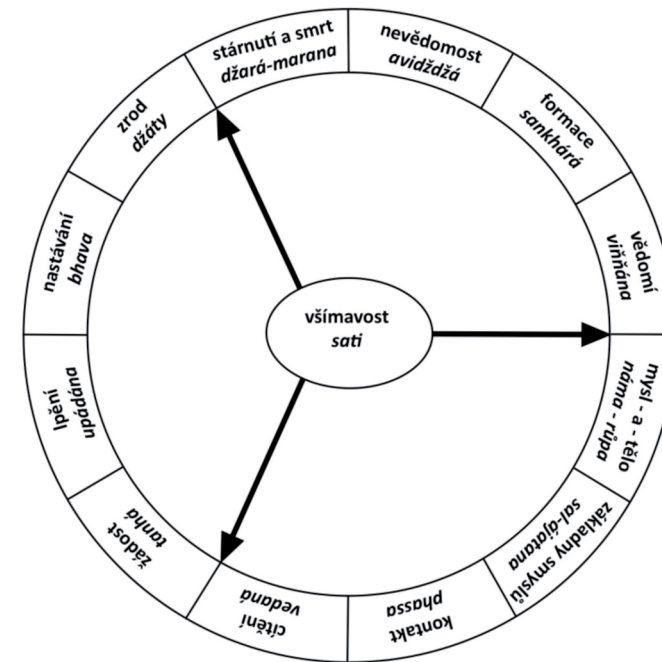 nevědomost
avidždžá
formace
sankhárá
vědomí
viňňána
mysl - a - tělo
náma - růpa
základny smyslů
sal-ájatana
kontakt
phassa
cítění
vedaná
žádost
tanhá
lpění
upádána
nastávání
bhava
zrod
džáty
stárnutí a smrt
džará-marana
všímavost
sati